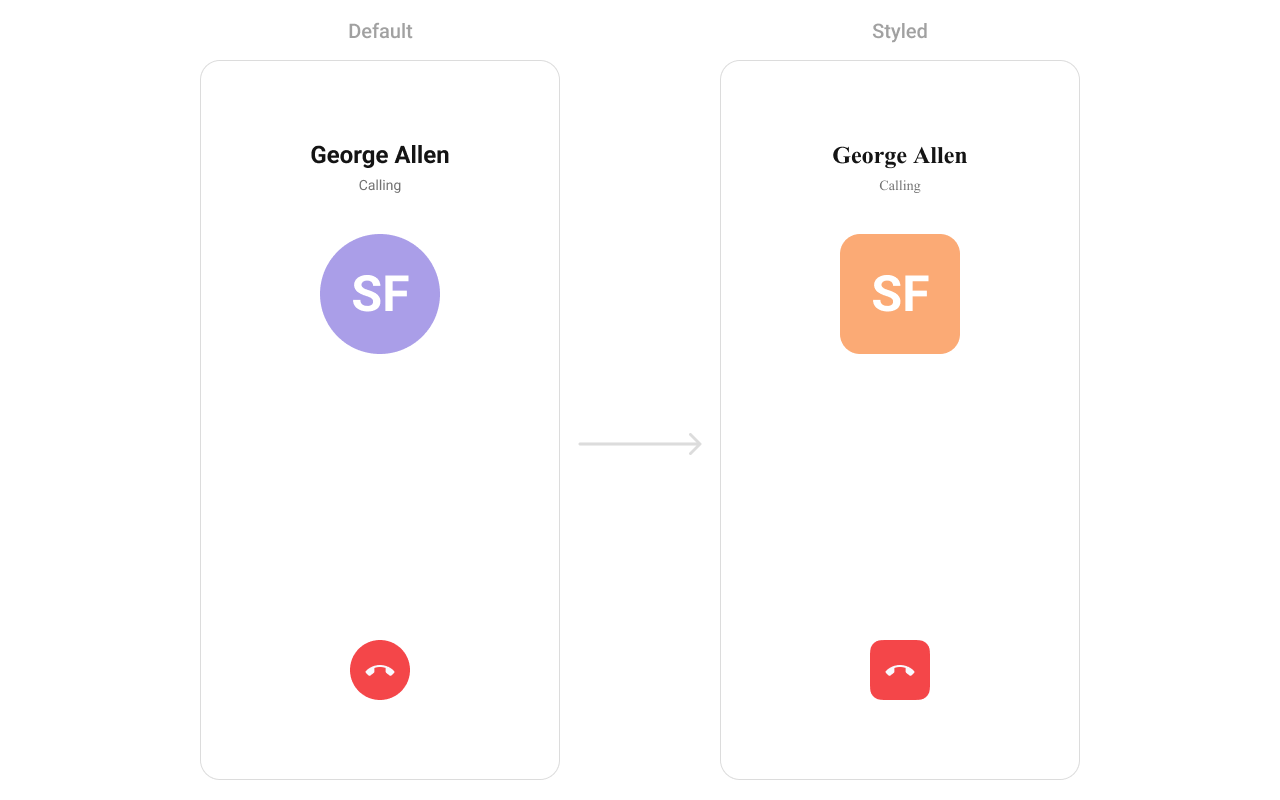 Default
George Allen
Calling
SF
Styled
George Allen
Calling
SF